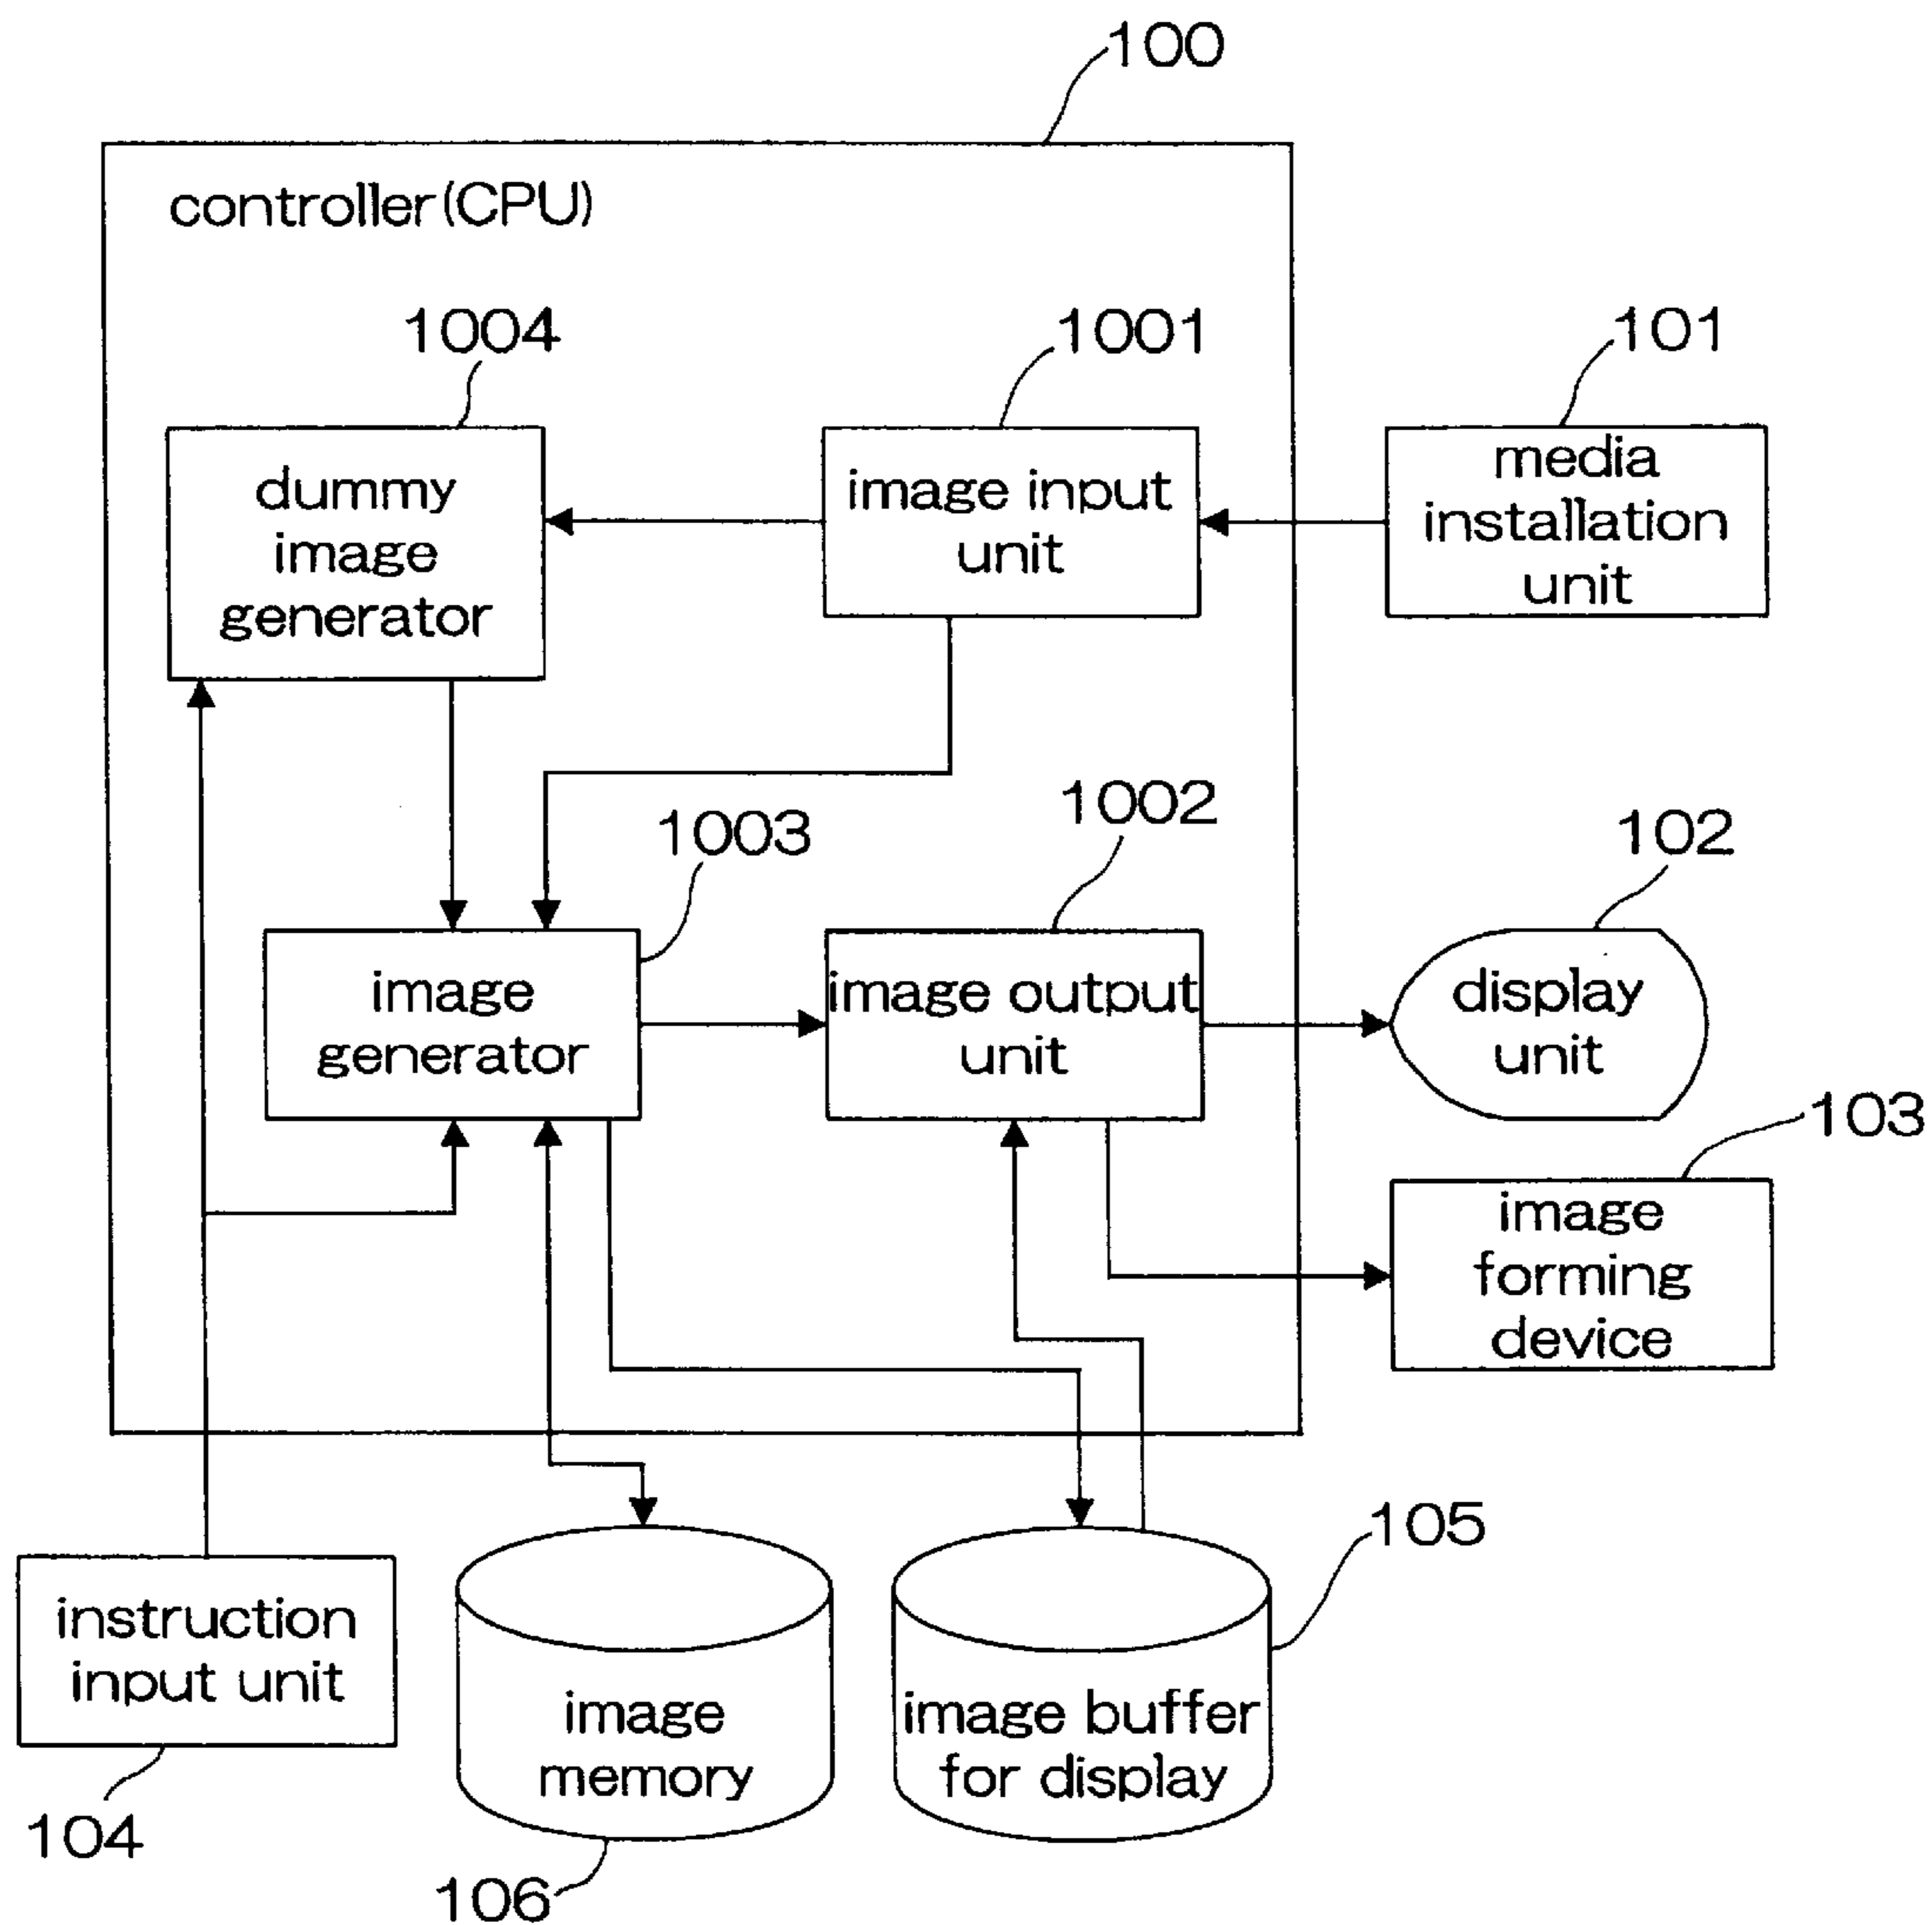 100
controller(CPU)
1004
1001
101
dummy
image
generator
image input
unit
media
installation
unit
1003
1002
102
image
generator
image output
unit
display
unit
103
image
forming
device
105
instruction
input unit
image
memory
image buffer
for display
104
106